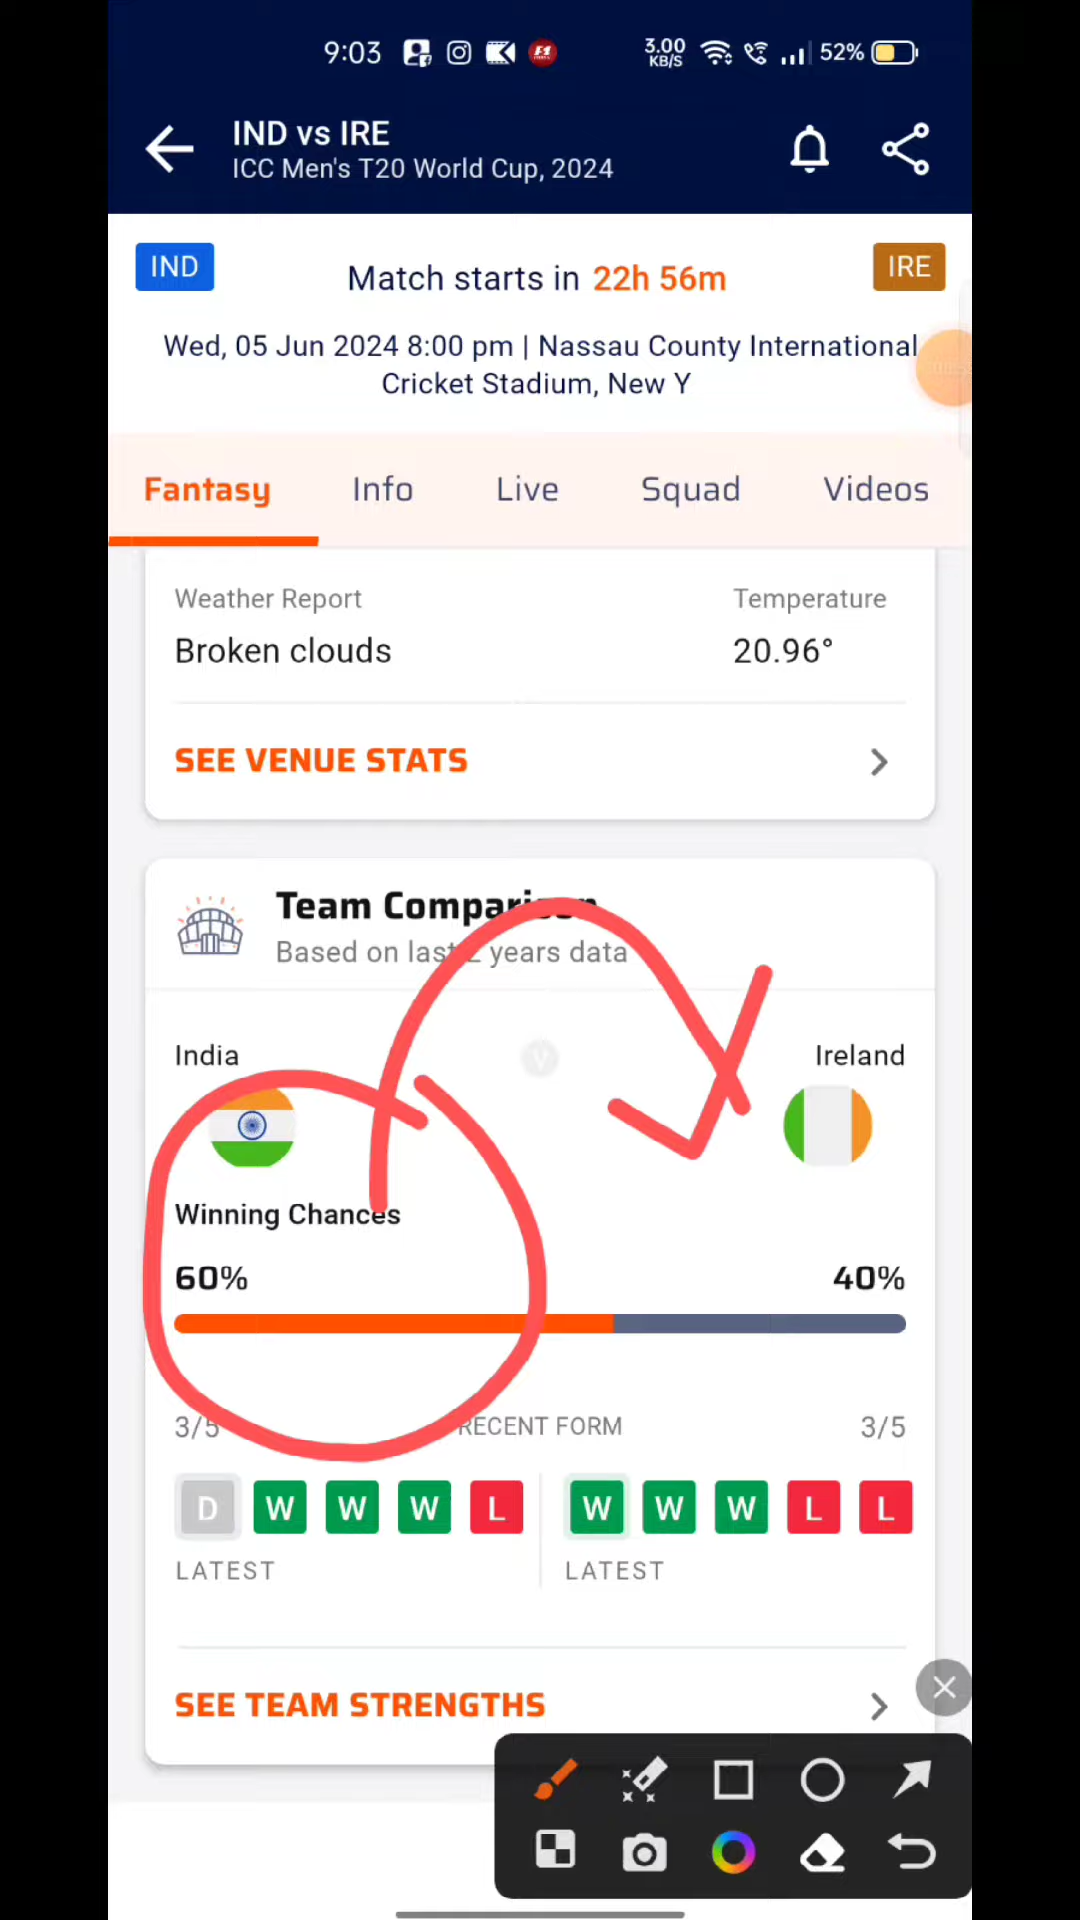 9:03
3.00 KB/S
52%
IND vs IRE
ICC Men's T20 World Cup, 2024
IND
Match starts in 22h 56m
IRE
Wed, 05 Jun 2024 8:00 pm | Nassau County International
Cricket Stadium, New Y
Fantasy Info Live Squad Videos
Weather Report Temperature
Broken clouds 20.96°
SEE VENUE STATS
Team Comparison
Based on last 2 years data
India V Ireland
Winning Chances
60% 40%
3/5 RECENT FORM 3/5
D W W W L W W W L L
LATEST LATEST
SEE TEAM STRENGTHS